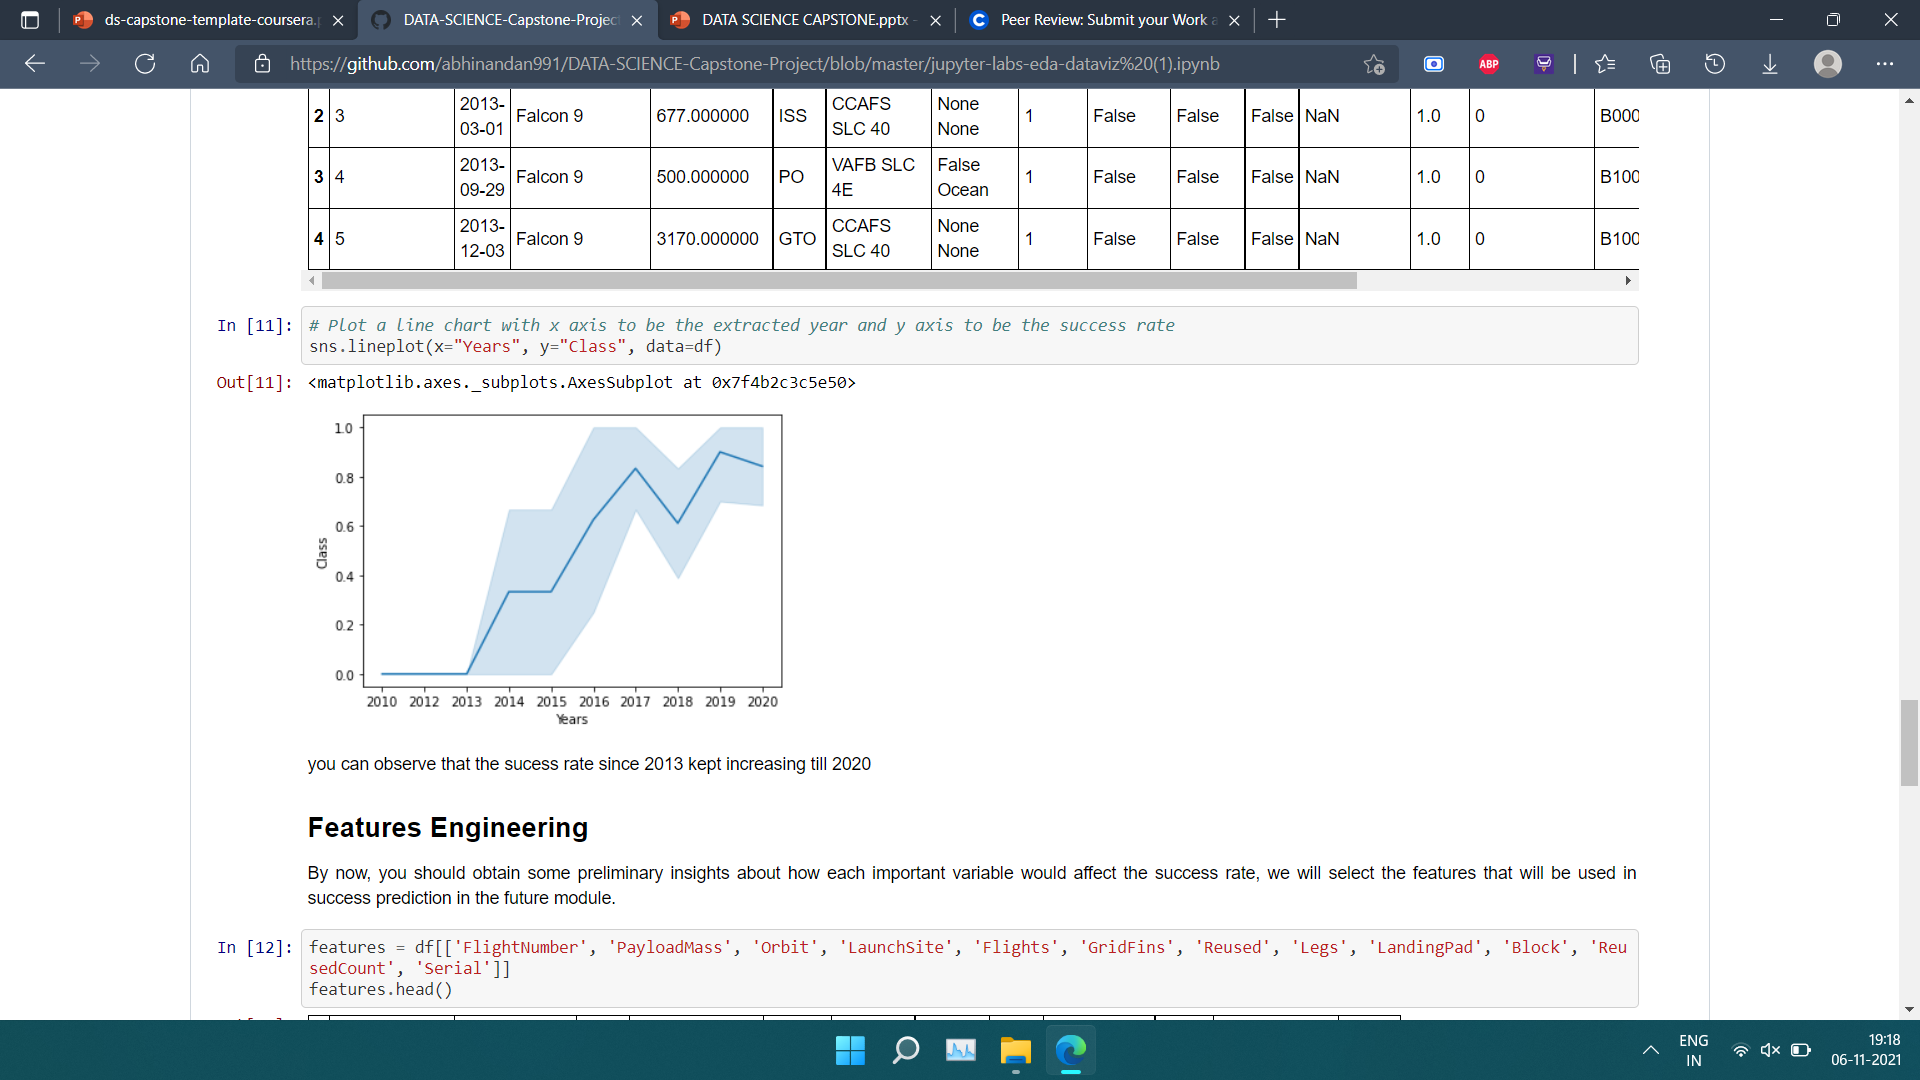 ds-capstone-template-coursera.
DATA-SCIENCE-Capstone-Projec
DATA SCIENCE CAPSTONE.pptx -
Peer Review: Submit your Work a
https://github.com/abhinandan991/DATA-SCIENCE-Capstone-Project/blob/master/jupyter-labs-eda-dataviz%20(1).ipynb
ABP
2 3 2013-03-01 Falcon 9 677.000000 ISS CCAFS SLC 40 None None 1 False False False NaN 1.0 0 B000
3 4 2013-09-29 Falcon 9 500.000000 PO VAFB SLC 4E False Ocean 1 False False False NaN 1.0 0 B100
4 5 2013-12-03 Falcon 9 3170.000000 GTO CCAFS SLC 40 None None 1 False False False NaN 1.0 0 B100
In [11]: # Plot a line chart with x axis to be the extracted year and y axis to be the success rate
sns.lineplot(x="Years", y="Class", data=df)
Out[11]: <matplotlib.axes._subplots.AxesSubplot at 0x7f4b2c3c5e50>
1.0
0.8
0.6
0.4
0.2
0.0
Class
2010 2012 2013 2014 2015 2016 2017 2018 2019 2020
Years
you can observe that the sucess rate since 2013 kept increasing till 2020
Features Engineering
By now, you should obtain some preliminary insights about how each important variable would affect the success rate, we will select the features that will be used in
success prediction in the future module.
In [12]: features = df[['FlightNumber', 'PayloadMass', 'Orbit', 'LaunchSite', 'Flights', 'GridFins', 'Reused', 'Legs', 'LandingPad', 'Block', 'Reu
sedCount', 'Serial']]
features.head()
ENG
IN
19:18
06-11-2021